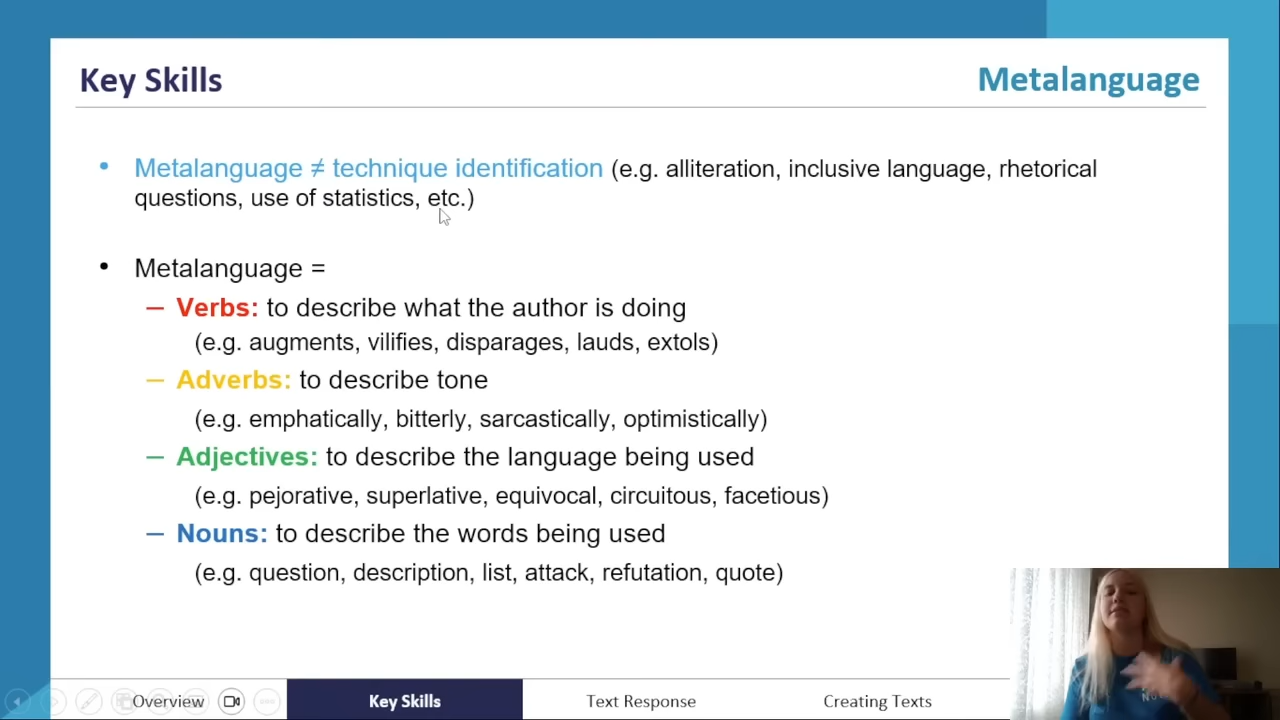 Key Skills
Metalanguage
• Metalanguage ≠ technique identification (e.g. alliteration, inclusive language, rhetorical
questions, use of statistics, etc.)
• Metalanguage =
– Verbs: to describe what the author is doing
(e.g. augments, vilifies, disparages, lauds, extols)
– Adverbs: to describe tone
(e.g. emphatically, bitterly, sarcastically, optimistically)
– Adjectives: to describe the language being used
(e.g. pejorative, superlative, equivocal, circuitous, facetious)
– Nouns: to describe the words being used
(e.g. question, description, list, attack, refutation, quote)
Overview
Key Skills
Text Response
Creating Texts